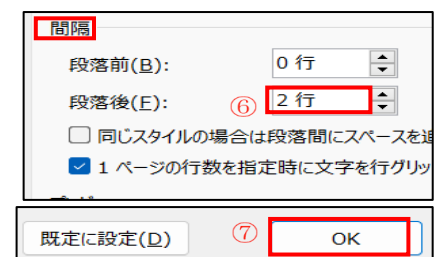 間隔
段落前(B): 0 行
段落後(F): ⑥ 2 行
同じスタイルの場合は段落間にスペースを追
1 ページの行数を指定時に文字を行グリッ
既定に設定(D) ⑦ OK